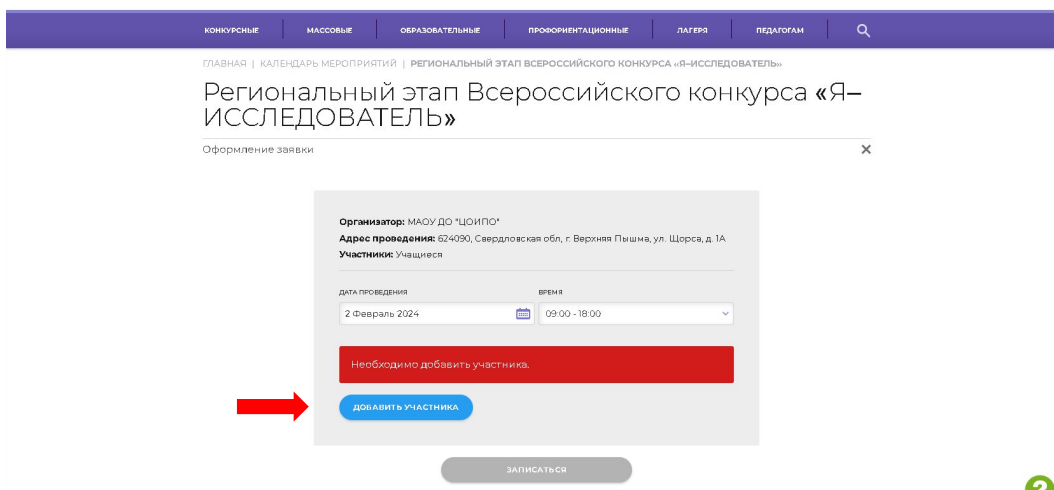 КОНКУРСНЫЕ МАССОВЫЕ ОБРАЗОВАТЕЛЬНЫЕ ПРОФОРИЕНТАЦИОННЫЕ ЛАГЕРЯ ПЕДАГОГАМ
ГЛАВНАЯ | КАЛЕНДАРЬ МЕРОПРИЯТИЙ | РЕГИОНАЛЬНЫЙ ЭТАП ВСЕРОССИЙСКОГО КОНКУРСА «Я–ИССЛЕДОВАТЕЛЬ»
Региональный этап Всероссийского конкурса «Я–
ИССЛЕДОВАТЕЛЬ»
Оформление заявки
Организатор: МАОУ ДО "ЦОИПО"
Адрес проведения: 624090, Свердловская обл, г. Верхняя Пышма, ул. Щорса, д. 1А
Участники: Учащиеся
ДАТА ПРОВЕДЕНИЯ ВРЕМЯ
2 Февраль 2024 09:00 - 18:00
Необходимо добавить участника.
ДОБАВИТЬ УЧАСТНИКА
ЗАПИСАТЬСЯ